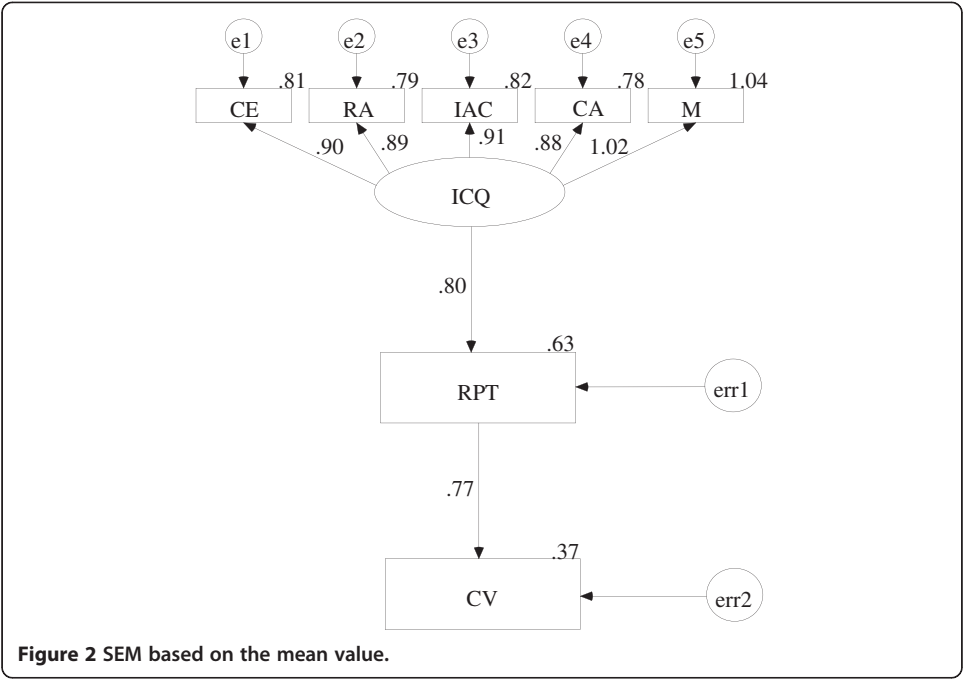 e1 e2 e3 e4 e5
.81 .79 .82 .78 1.04
CE RA IAC CA M
.90 .89 .91 .88 1.02
ICQ
.80
.63
RPT err1
.77
.37
CV err2
Figure 2 SEM based on the mean value.